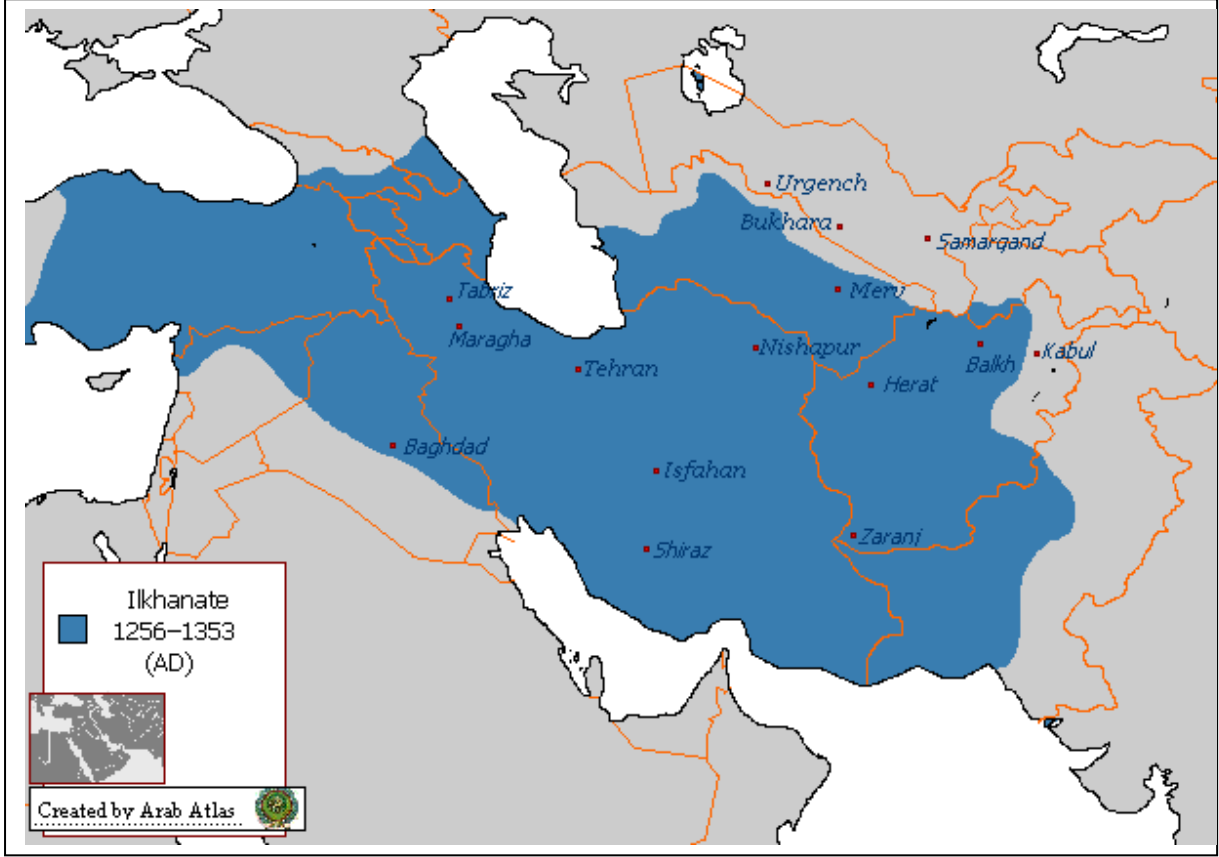 Urgench
Bukhara
Samarqand
Tabriz
Meru
Maragha
Nishapur
Balkh
Kabul
Tehran
Herat
Baghdad
Isfahan
Zaranj
Shiraz
Ilkhanate
1256–1353
(AD)
Created by Arab Atlas